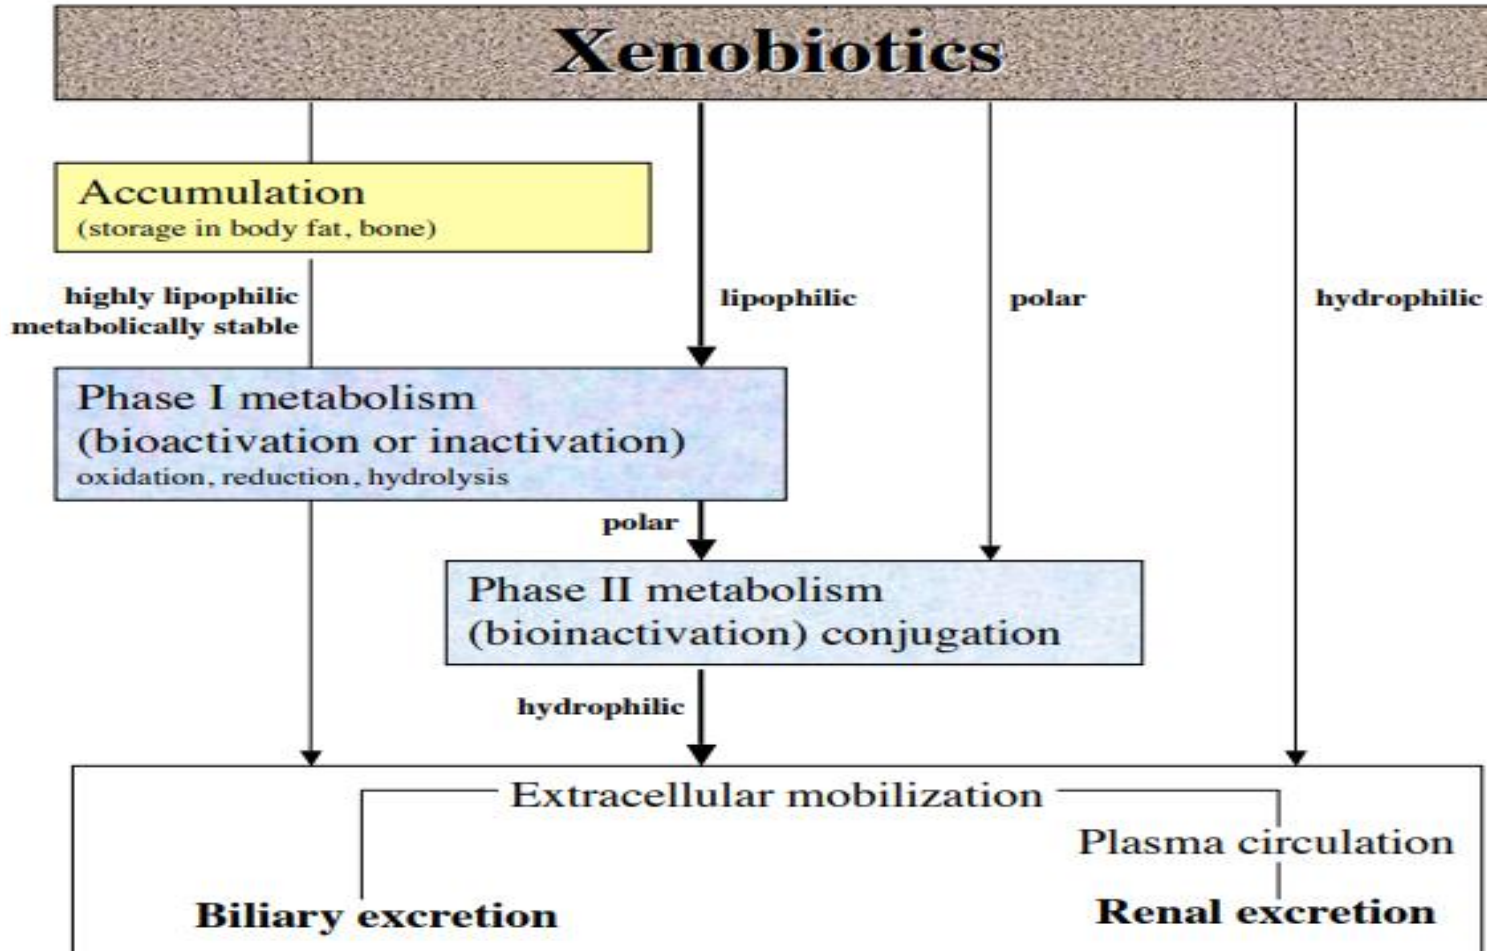 Xenobiotics
Accumulation
(storage in body fat, bone)
highly lipophilic
metabolically stable
lipophilic
polar
hydrophilic
Phase I metabolism
(bioactivation or inactivation)
oxidation, reduction, hydrolysis
polar
Phase II metabolism
(bioinactivation) conjugation
hydrophilic
Extracellular mobilization
Plasma circulation
Biliary excretion
Renal excretion